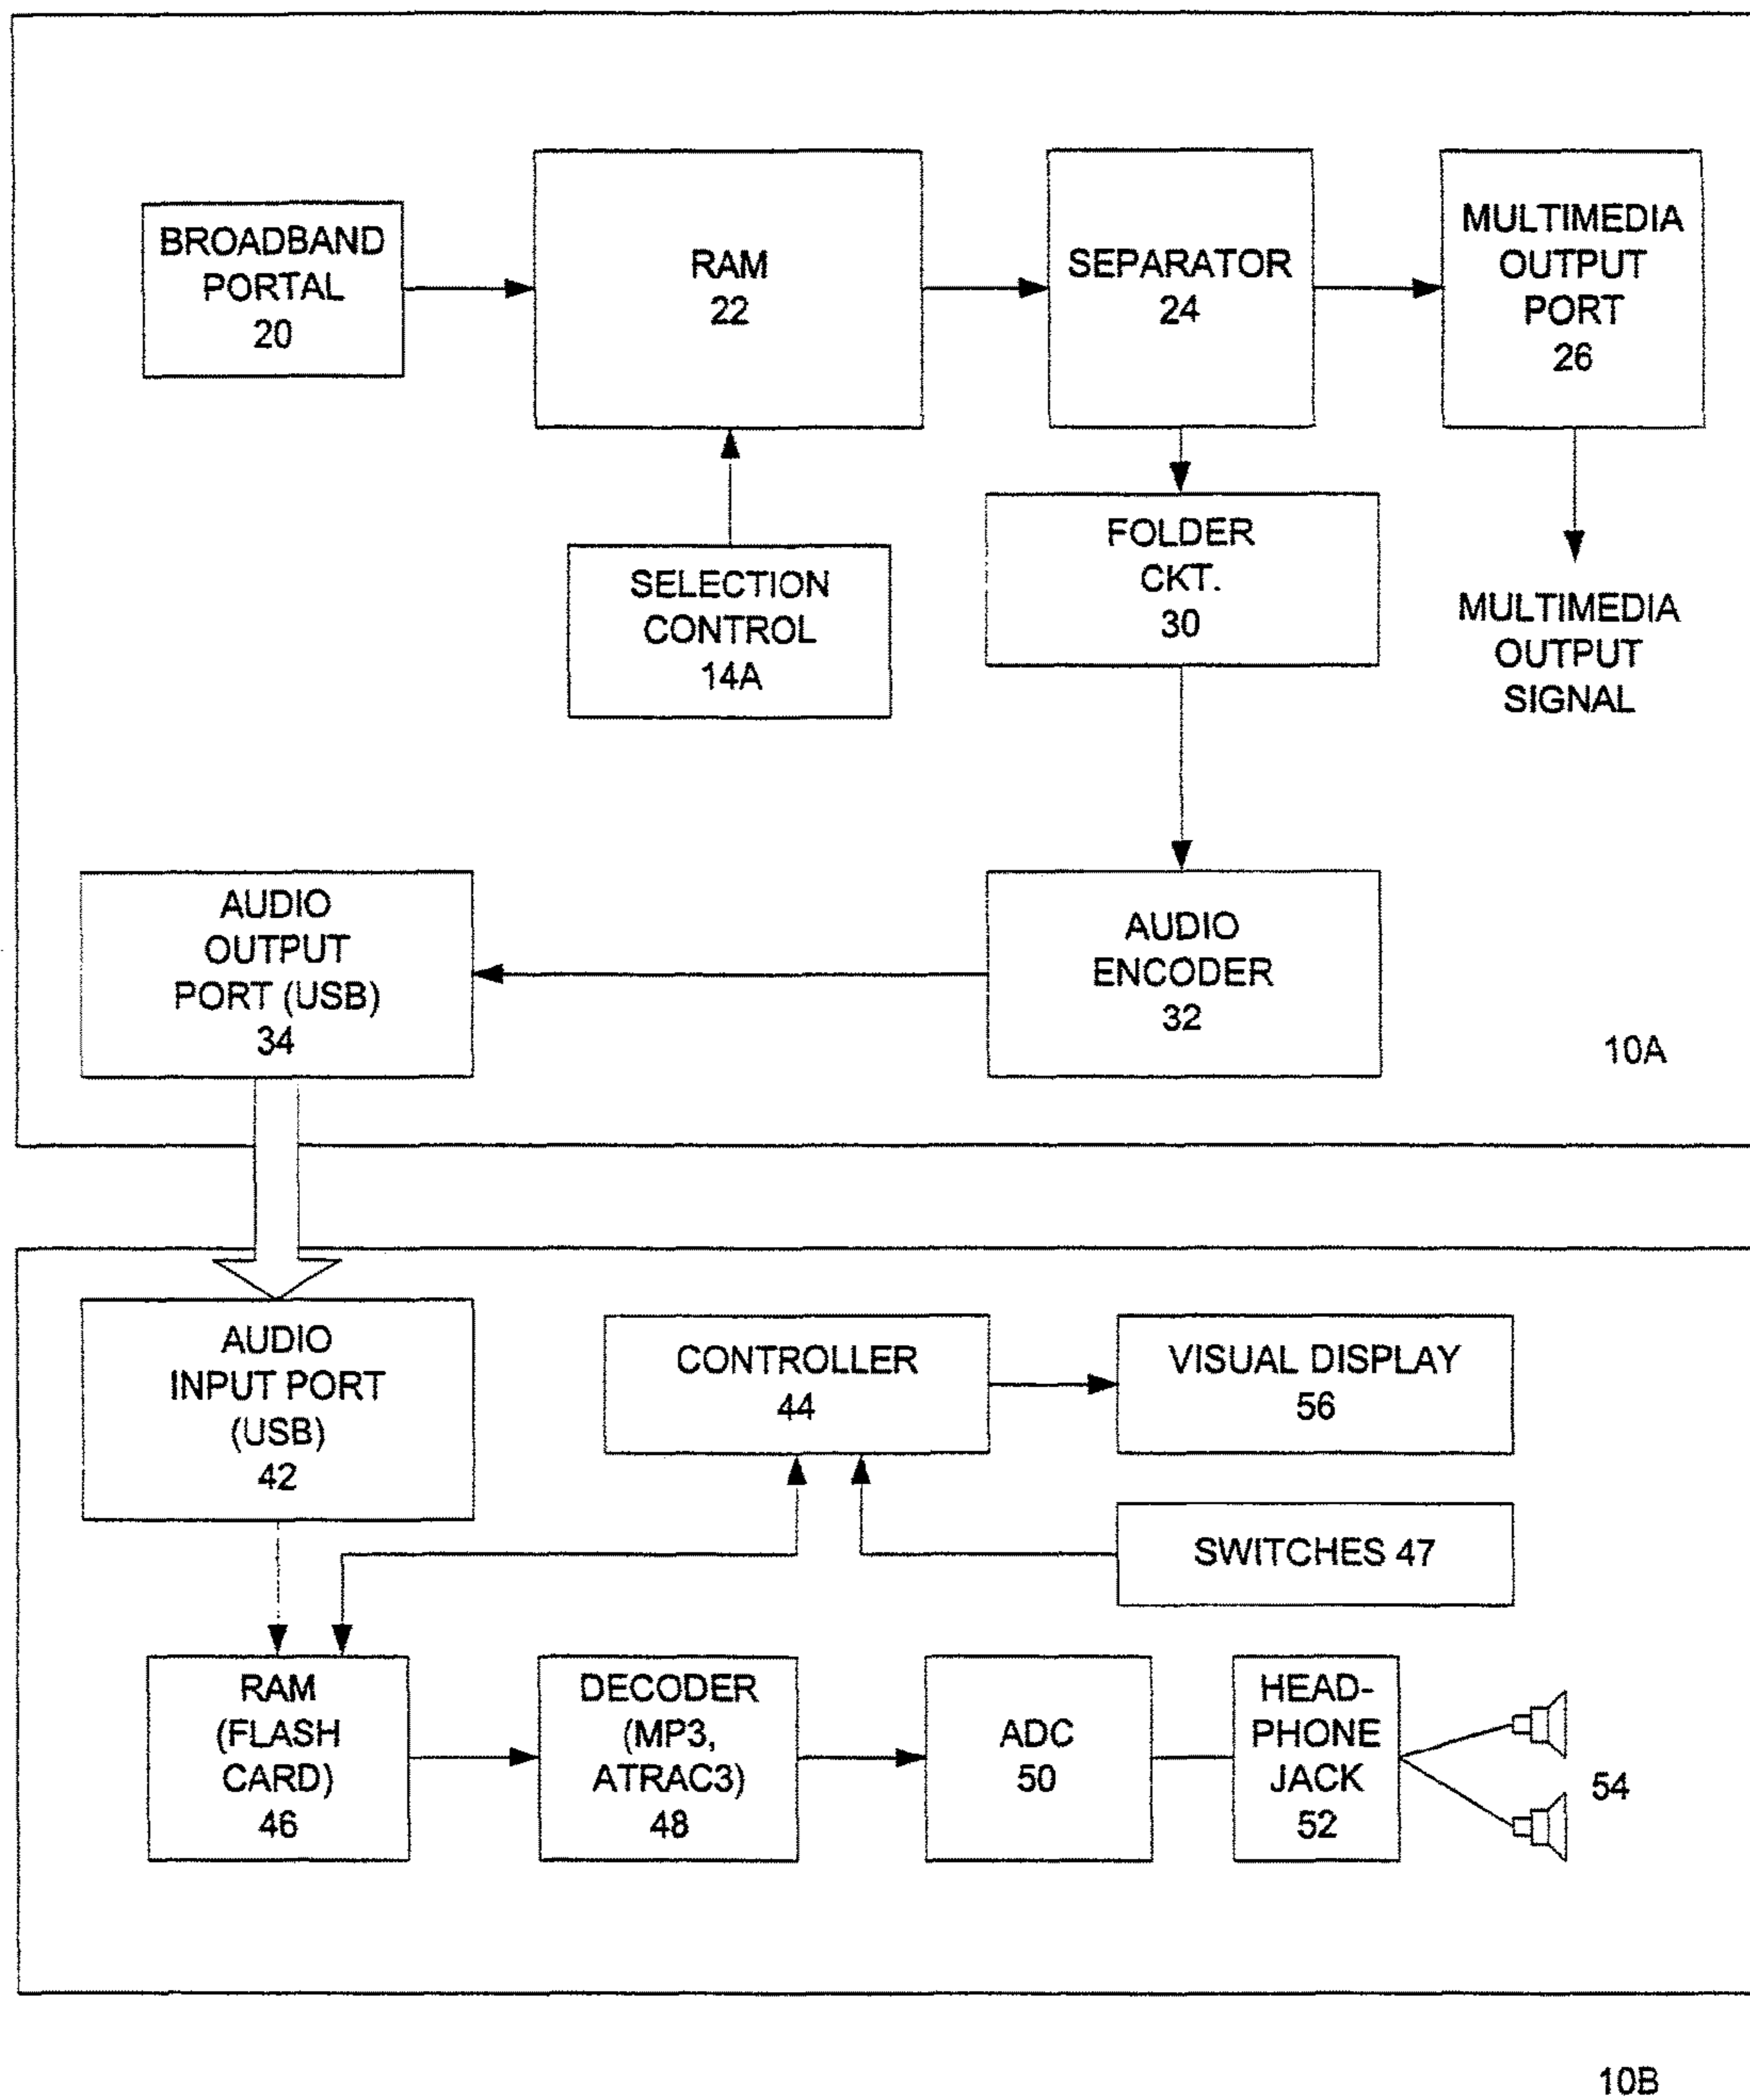 BROADBAND
PORTAL
20
RAM
22
SEPARATOR
24
MULTIMEDIA
OUTPUT
PORT
26
SELECTION
CONTROL
14A
FOLDER
CKT.
30
MULTIMEDIA
OUTPUT
SIGNAL
AUDIO
OUTPUT
PORT (USB)
34
AUDIO
ENCODER
32
10A
AUDIO
INPUT PORT
(USB)
42
CONTROLLER
44
VISUAL DISPLAY
56
SWITCHES 47
RAM
(FLASH
CARD)
46
DECODER
(MP3,
ATRAC3)
48
ADC
50
HEAD-
PHONE
JACK
52
54
10B